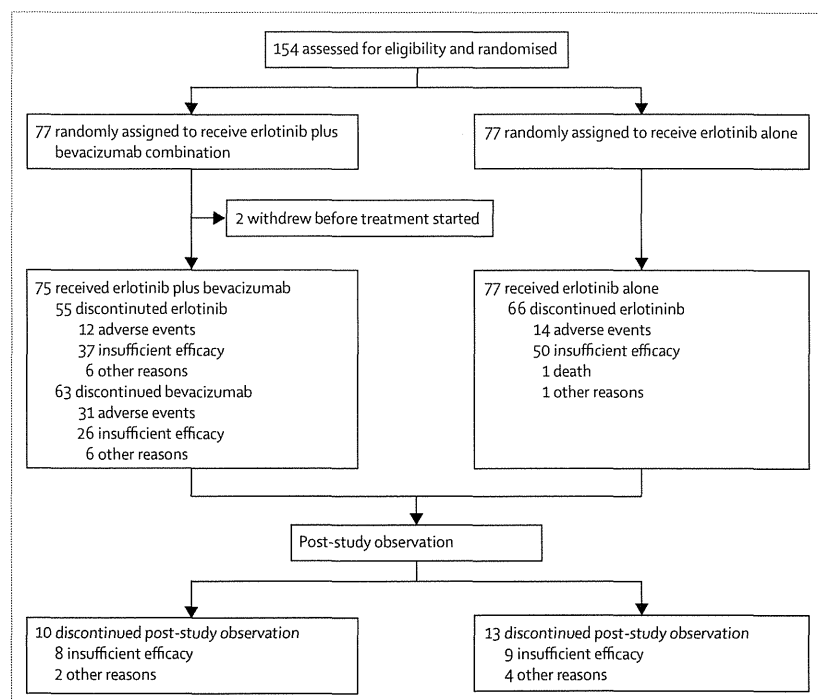 154 assessed for eligibility and randomised
77 randomly assigned to receive erlotinib plus
bevacizumab combination
77 randomly assigned to receive erlotinib alone
2 withdrew before treatment started
75 received erlotinib plus bevacizumab
55 discontinuted erlotinib
12 adverse events
37 insufficient efficacy
6 other reasons
63 discontinued bevacizumab
31 adverse events
26 insufficient efficacy
6 other reasons
77 received erlotinib alone
66 discontinued erlotininb
14 adverse events
50 insufficient efficacy
1 death
1 other reasons
Post-study observation
10 discontinued post-study observation
8 insufficient efficacy
2 other reasons
13 discontinued post-study observation
9 insufficient efficacy
4 other reasons